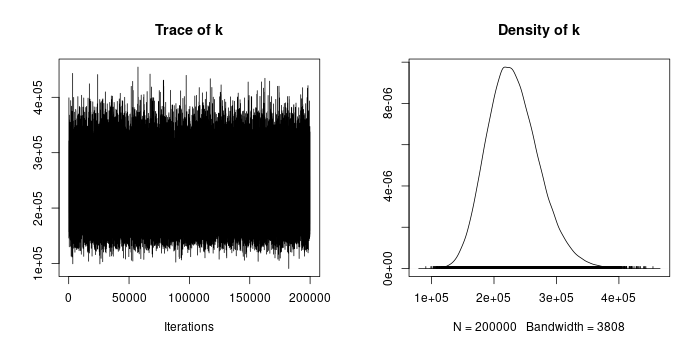 Trace of k
4e+05
3e+05
2e+05
1e+05
0
50000
100000
150000
200000
Iterations
Density of k
8e-06
4e-06
0e+00
1e+05
2e+05
3e+05
4e+05
N = 200000 Bandwidth = 3808